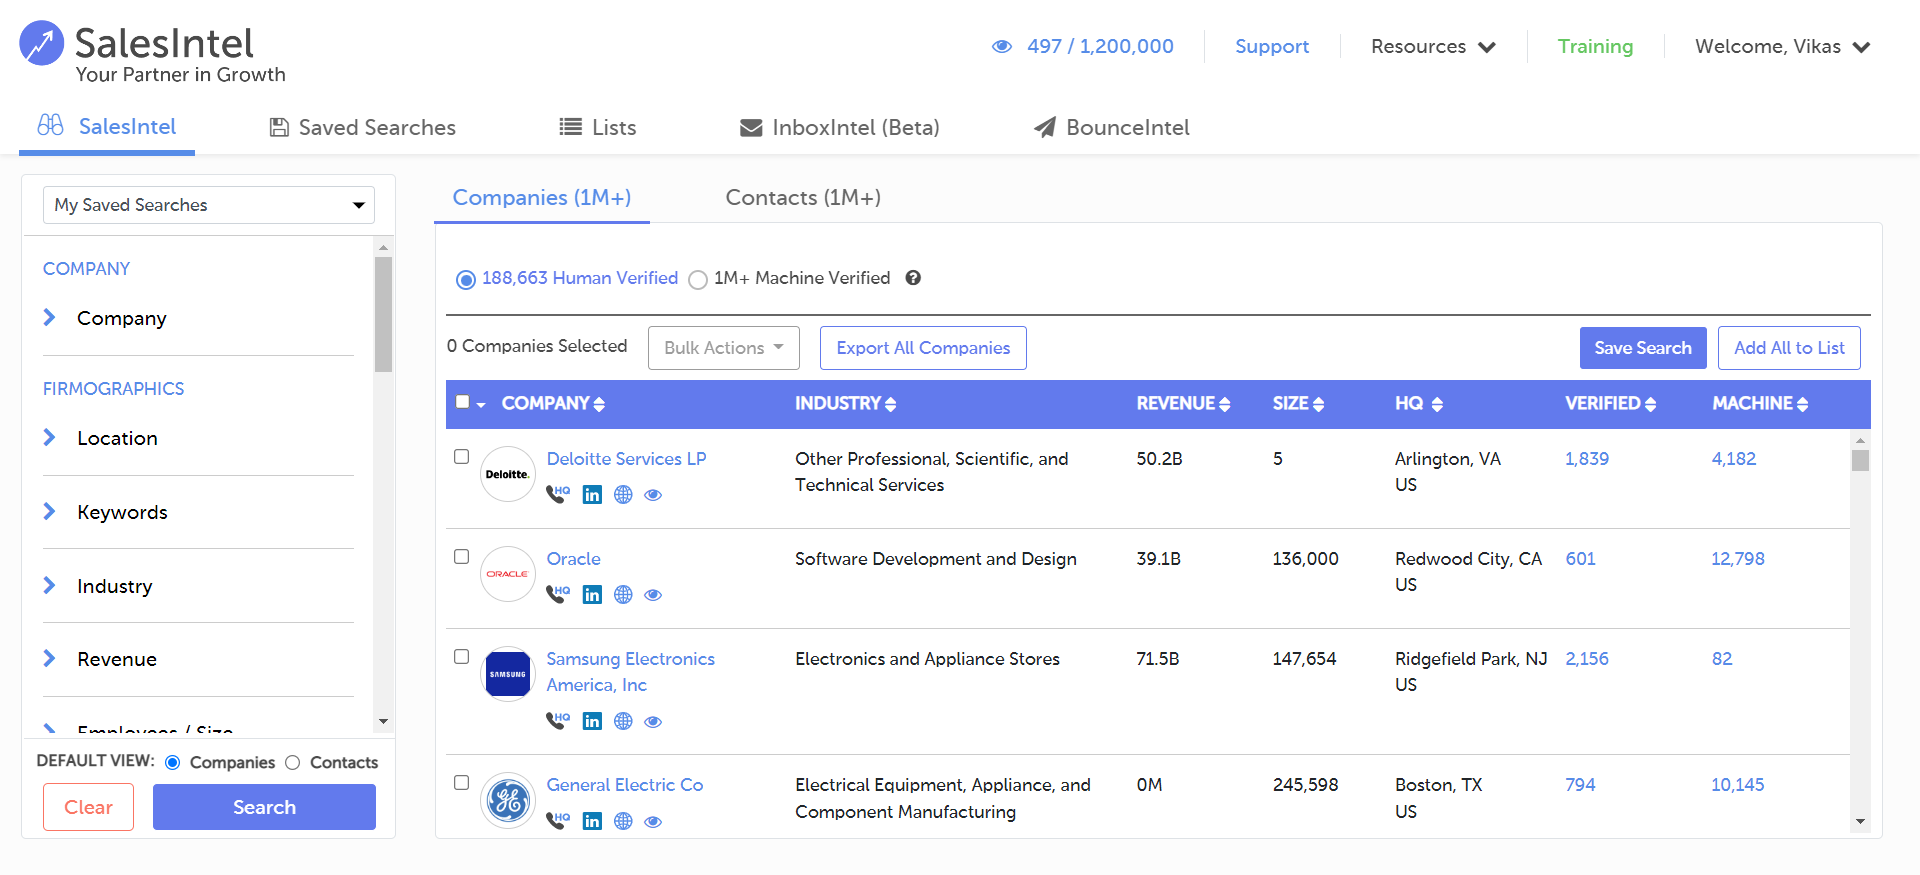 SalesIntel
Your Partner in Growth
497 / 1,200,000
Support
Resources
Training
Welcome, Vikas
SalesIntel
Saved Searches
Lists
InboxIntel (Beta)
BounceIntel
My Saved Searches
COMPANY
Company
FIRMOGRAPHICS
Location
Keywords
Industry
Revenue
Employees / Size
DEFAULT VIEW: Companies Contacts
Clear
Search
Companies (1M+)
Contacts (1M+)
188,663 Human Verified
1M+ Machine Verified
?
0 Companies Selected
Bulk Actions
Export All Companies
Save Search
Add All to List
COMPANY INDUSTRY REVENUE SIZE HQ VERIFIED MACHINE
Deloitte.
Deloitte Services LP
HQ
in
Other Professional, Scientific, and
Technical Services
50.2B
5
Arlington, VA
US
1,839
4,182
ORACLE
Oracle
HQ
in
Software Development and Design
39.1B
136,000
Redwood City, CA
US
601
12,798
SAMSUNG
Samsung Electronics
America, Inc
HQ
in
Electronics and Appliance Stores
71.5B
147,654
Ridgefield Park, NJ
US
2,156
82
GE
General Electric Co
HQ
in
Electrical Equipment, Appliance, and
Component Manufacturing
0M
245,598
Boston, TX
US
794
10,145